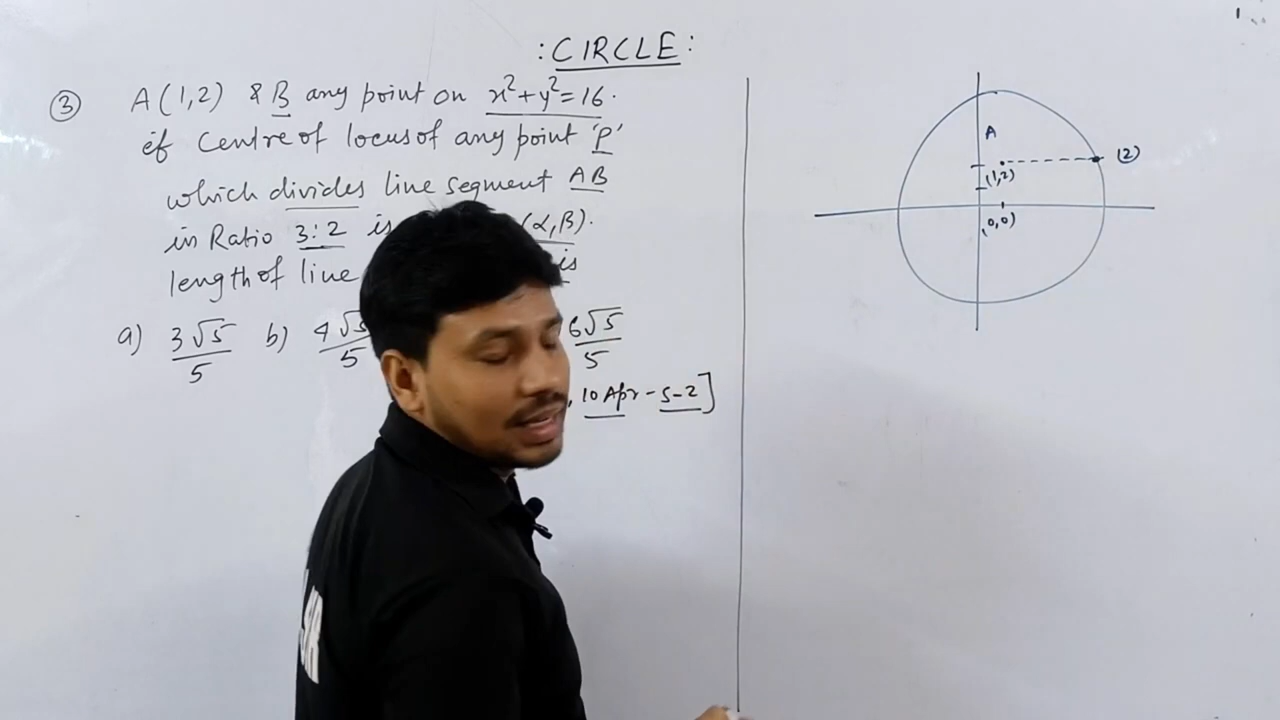 : CIRCLE :
③ A(1,2) & B any point on x²+y²=16.
if Centre of locus of any point 'P'
which divides line segment AB
in Ratio 3:2 is (α,β).
length of line is
a) 3√5/5 b) 4√5/5 6√5/5
, 10 Apr - S-2]
A
(1,2)
(0,0)